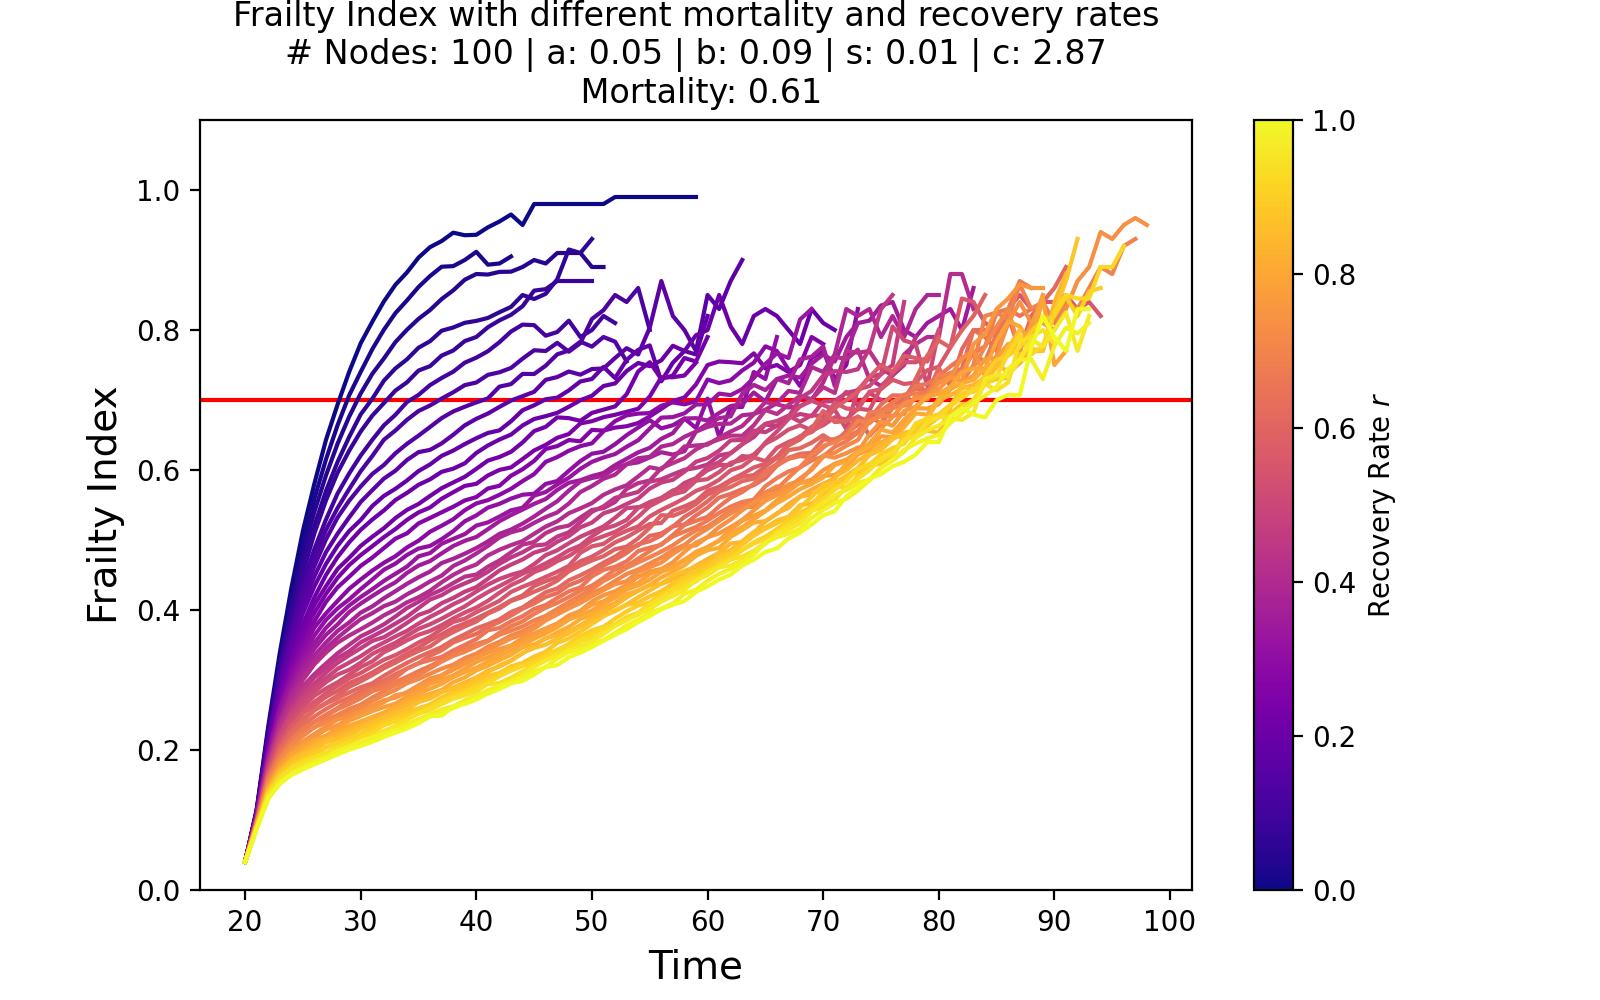 Frailty Index with different mortality and recovery rates
# Nodes: 100 | a: 0.05 | b: 0.09 | s: 0.01 | c: 2.87
Mortality: 0.61
1.0
0.8
0.6
0.4
0.2
0.0
Frailty Index
20 30 40 50 60 70 80 90 100
Time
1.0
0.8
0.6
0.4
0.2
0.0
Recovery Rate r